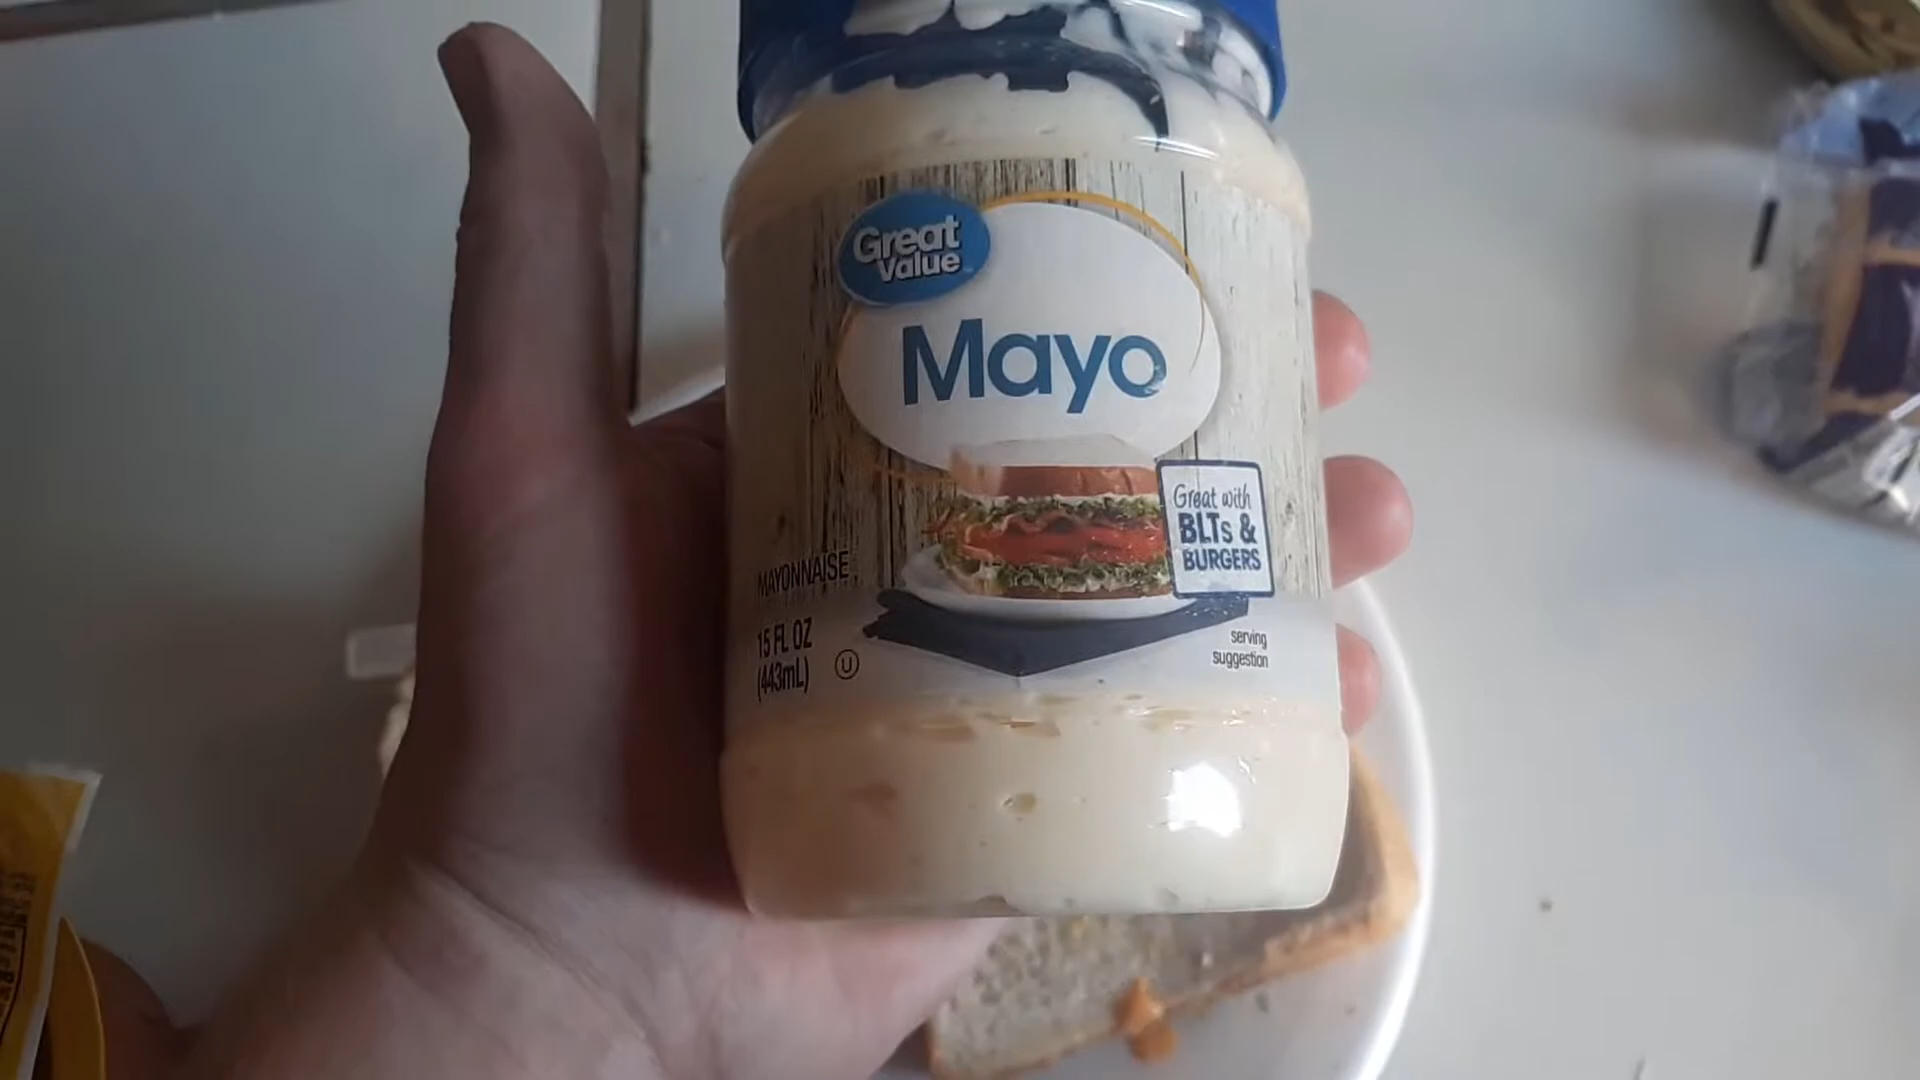 Great
Value
Mayo
Great with
BLTs &
BURGERS
MAYONNAISE
15 FL OZ
(443mL)
U
serving
suggestion